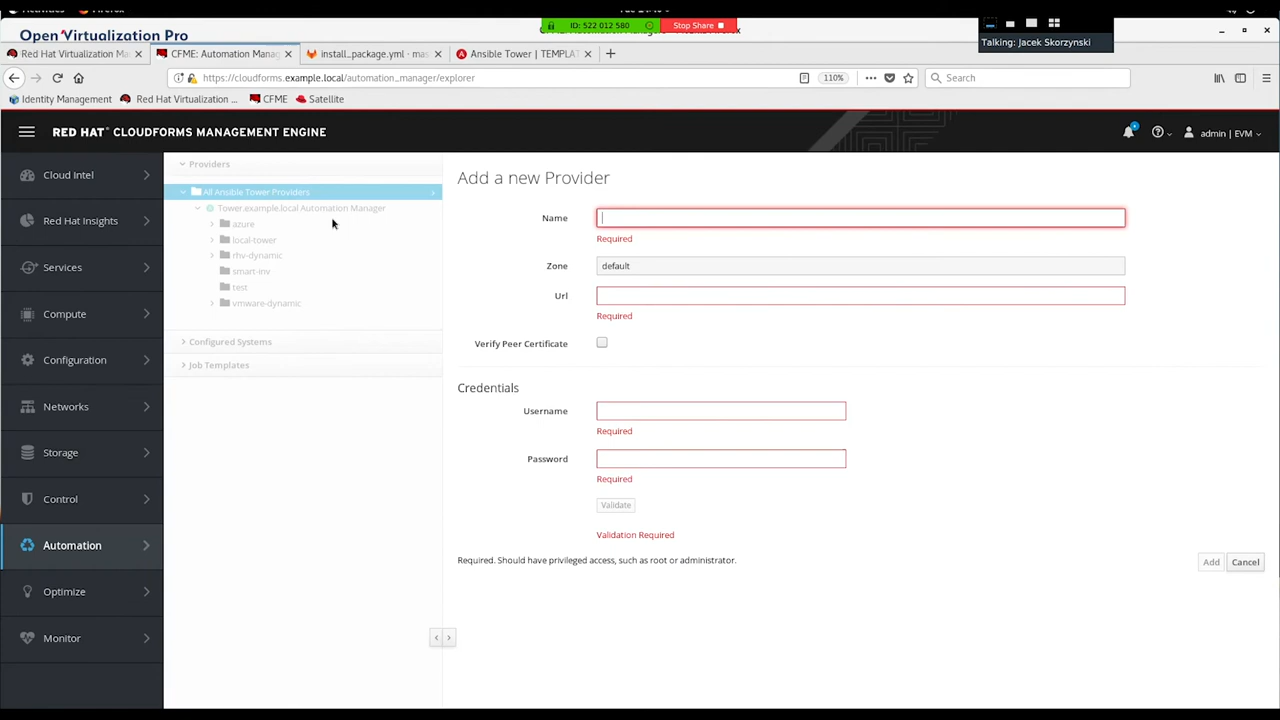 Open Virtualization Pro
ID: 522 012 580
Stop Share
Talking: Jacek Skorzynski
Red Hat Virtualization Ma
CFME: Automation Manag
install_package.yml · mas
Ansible Tower | TEMPLAT
https://cloudforms.example.local/automation_manager/explorer
110%
Search
Identity Management
Red Hat Virtualization ...
CFME
Satellite
RED HAT CLOUDFORMS MANAGEMENT ENGINE
admin | EVM
Cloud Intel
Red Hat Insights
Services
Compute
Configuration
Networks
Storage
Control
Automation
Optimize
Monitor
Providers
All Ansible Tower Providers
Tower.example.local Automation Manager
azure
local-tower
rhv-dynamic
smart-inv
test
vmware-dynamic
Configured Systems
Job Templates
Add a new Provider
Name
Required
Zone
default
Url
Required
Verify Peer Certificate
Credentials
Username
Required
Password
Required
Validate
Validation Required
Required. Should have privileged access, such as root or administrator.
Add
Cancel